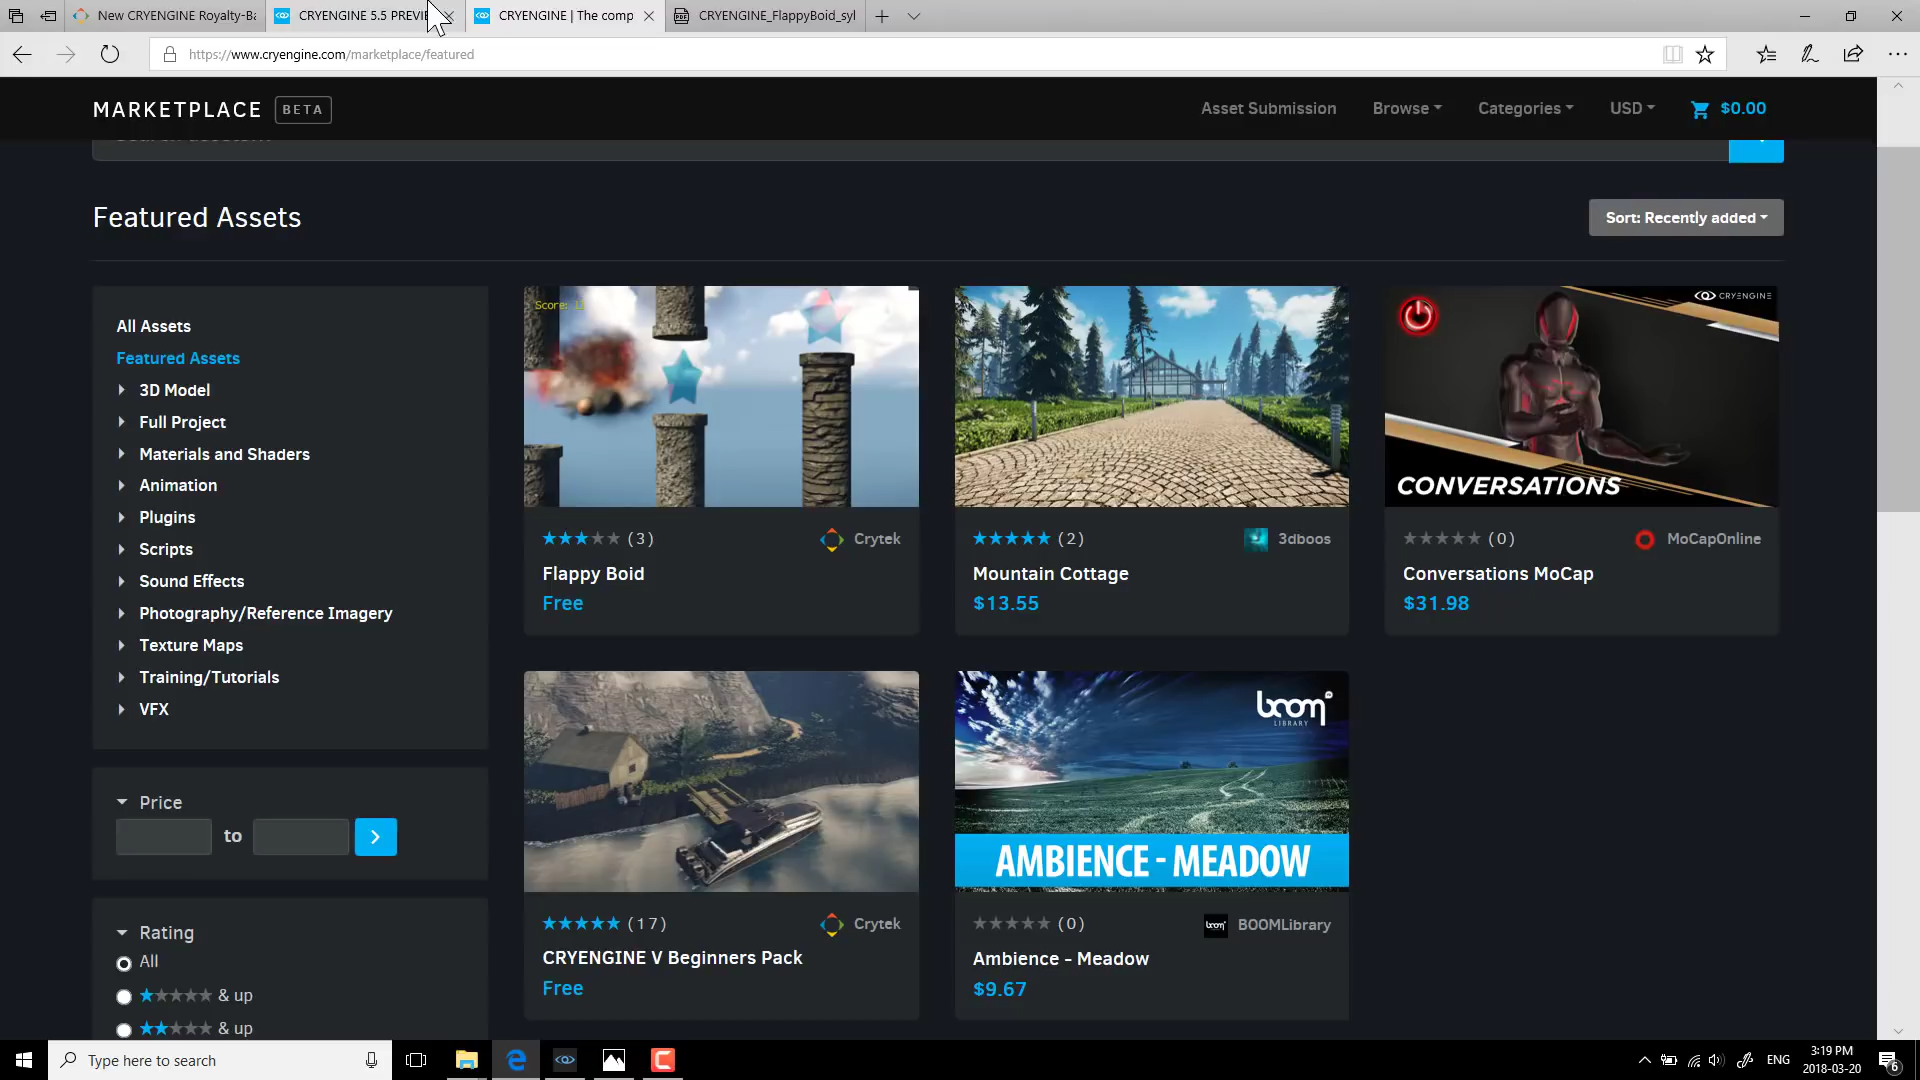 New CRYENGINE Royalty-Ba
CRYENGINE 5.5 PREVIE
CRYENGINE | The comp
CRYENGINE_FlappyBoid_syl
https://www.cryengine.com/marketplace/featured
MARKETPLACE BETA
Asset Submission
Browse
Categories
USD
$0.00
Featured Assets
Sort: Recently added
All Assets
Featured Assets
3D Model
Full Project
Materials and Shaders
Animation
Plugins
Scripts
Sound Effects
Photography/Reference Imagery
Texture Maps
Training/Tutorials
VFX
Price
to
Rating
All
& up
& up
Score: 11
(3)
Crytek
Flappy Boid
Free
(2)
3dboos
Mountain Cottage
$13.55
CRYENGINE
CONVERSATIONS
(0)
MoCapOnline
Conversations MoCap
$31.98
(17)
Crytek
CRYENGINE V Beginners Pack
Free
boom
LIBRARY
AMBIENCE - MEADOW
(0)
boom
BOOMLibrary
Ambience - Meadow
$9.67
Type here to search
ENG
3:19 PM
2018-03-20
6